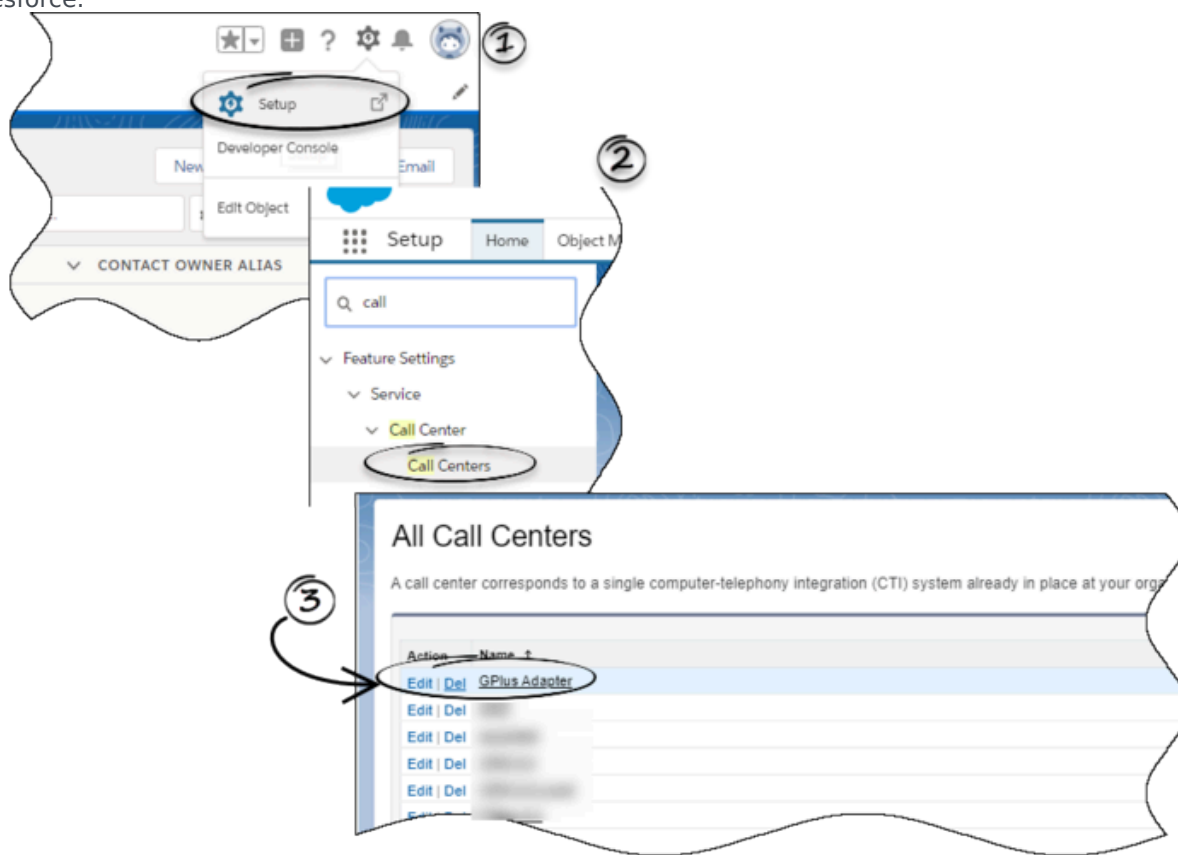 esforce.
1
Setup
Developer Console
New
Email
Edit Object
CONTACT OWNER ALIAS
2
Setup Home Object M
call
Feature Settings
Service
Call Center
Call Centers
All Call Centers
A call center corresponds to a single computer-telephony integration (CTI) system already in place at your orga
3
Action Name ↑
Edit | Del GPlus Adapter
Edit | Del
Edit | Del
Edit | Del
Edit | Del